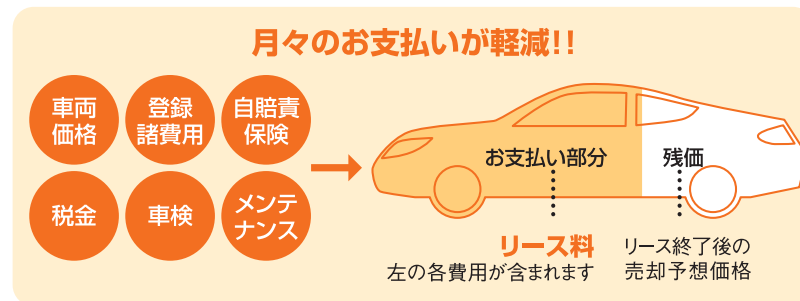 月々のお支払いが軽減!!
車両
価格
登録
諸費用
自賠責
保険
税金
車検
メンテ
ナンス
お支払い部分
残価
リース料
左の各費用が含まれます
リース終了後の
売却予想価格